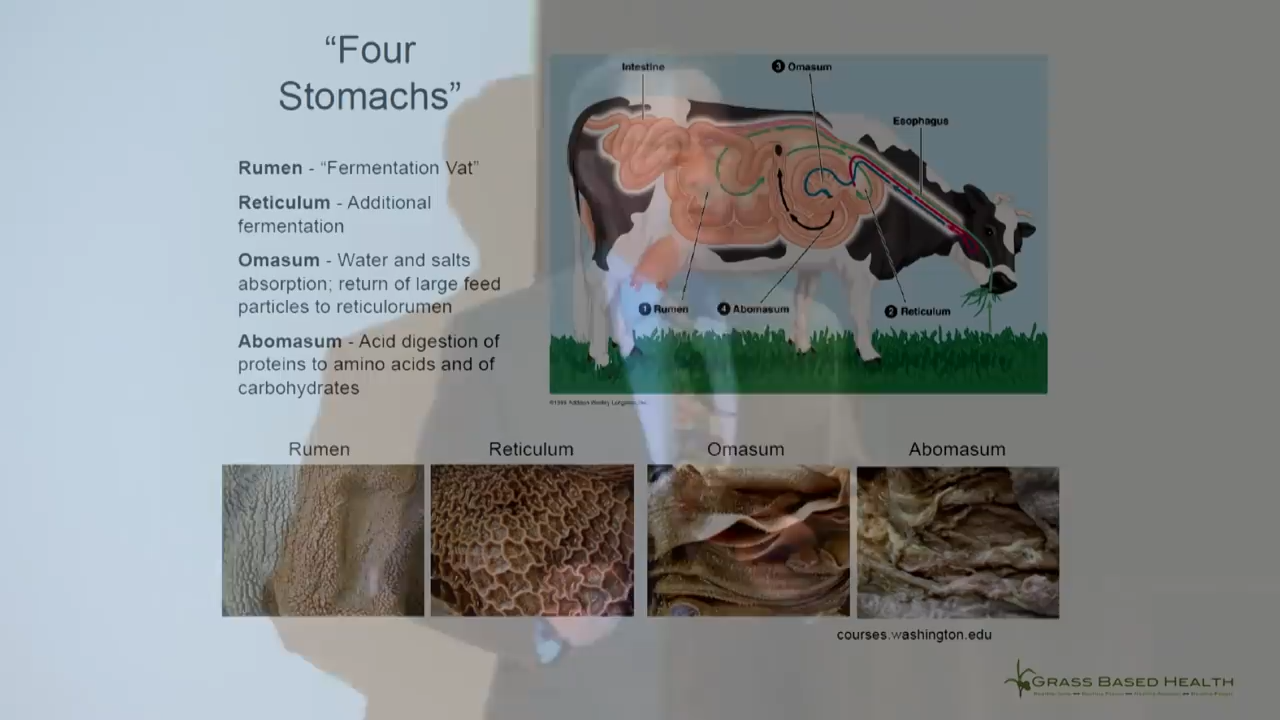 “Four
Stomachs”
Rumen - “Fermentation Vat”
Reticulum - Additional
fermentation
Omasum - Water and salts
absorption; return of large feed
particles to reticulorumen
Abomasum - Acid digestion of
proteins to amino acids and of
carbohydrates
Intestine
3 Omasum
Esophagus
1 Rumen
4 Abomasum
2 Reticulum
Rumen
Reticulum
Omasum
Abomasum
courses.washington.edu
GRASS BASED HEALTH